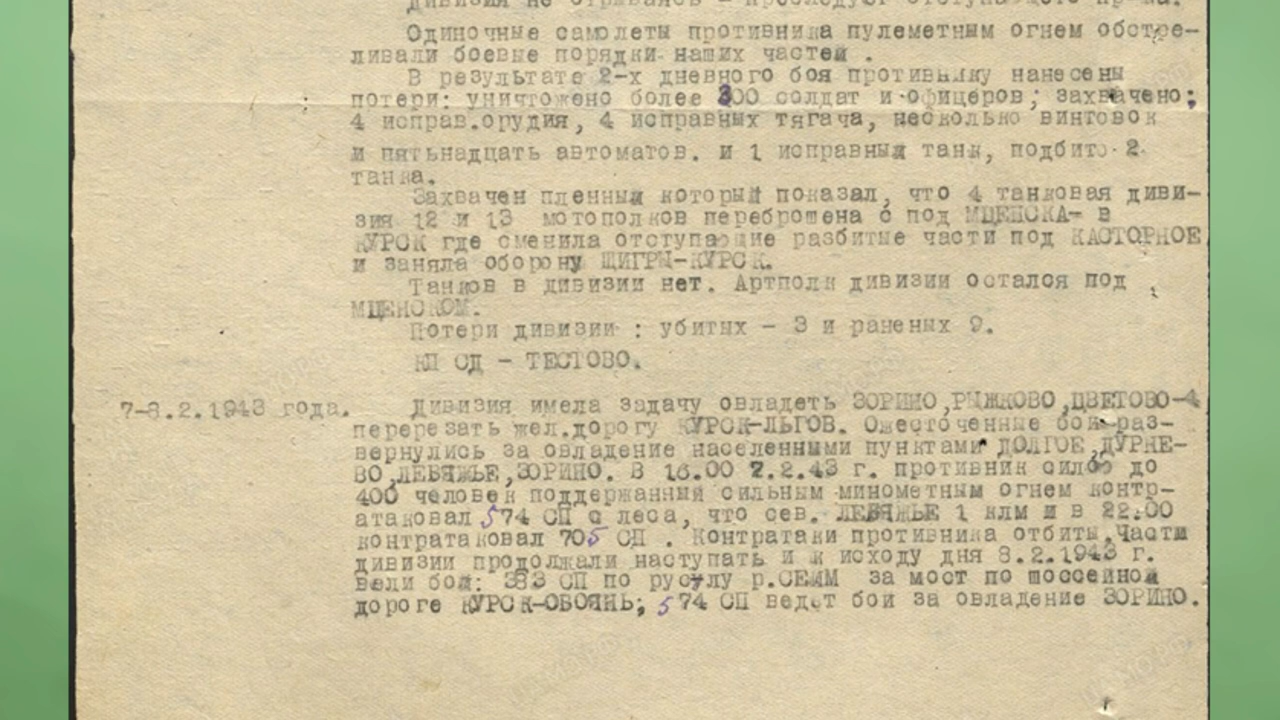 дивизия не отрываясь – преследует отступающего пр-ка.
Одиночные самолеты противника пулеметным огнем обстре-
ливали боевые порядки наших частей .
В результате 2-х дневного боя противнику нанесены
потери: уничтожено более 300 солдат и офицеров; захвачено:
4 исправ.орудия, 4 исправных тягача, несколько винтовок
и пятьнадцать автоматов. и 1 исправный танк, подбито 2
танка.
Захвачен пленный который показал, что 4 танковая диви-
зия 12 и 13 мотополков переброшена с под МЦЕНСКА- в
КУРСК где сменила отступающие разбитые части под КАСТОРНОЕ
и заняла оборону ЩИГРЫ-КУРСК.
Танков в дивизии нет. Артполк дивизии остался под
МЦЕНСКОМ.
Потери дивизии : убитых – 3 и раненых 9.
КП СД – ТЕСТОВО.
7-8.2.1943 года. Дивизия имела задачу овладеть ЗОРИНО,РЫЖКОВО,ЦВЕТОВО-4
перерезать жел.дорогу КУРСК-ЛЬГОВ. Ожесточенные бои раз-
вернулись за овладение населенными пунктами ДОЛГОЕ,ДУРНЕ-
ВО,ЛЕБЯЖЬЕ,ЗОРИНО. В 16.00 7.2.43 г. противник силою до
400 человек поддержанный сильным минометным огнем контр-
атаковал 574 СП с леса, что сев. ЛЕБЯЖЬЕ 1 клм и в 22.00
контратаковал 705 СП . Контратаки противника отбиты.Части
дивизии продолжали наступать и к исходу дня 8.2.1943 г.
вели бой: 383 СП по руслу р.СЕЙМ за мост по шоссейной
дороге КУРСК-ОБОЯНЬ; 574 СП ведет бой за овладение ЗОРИНО.